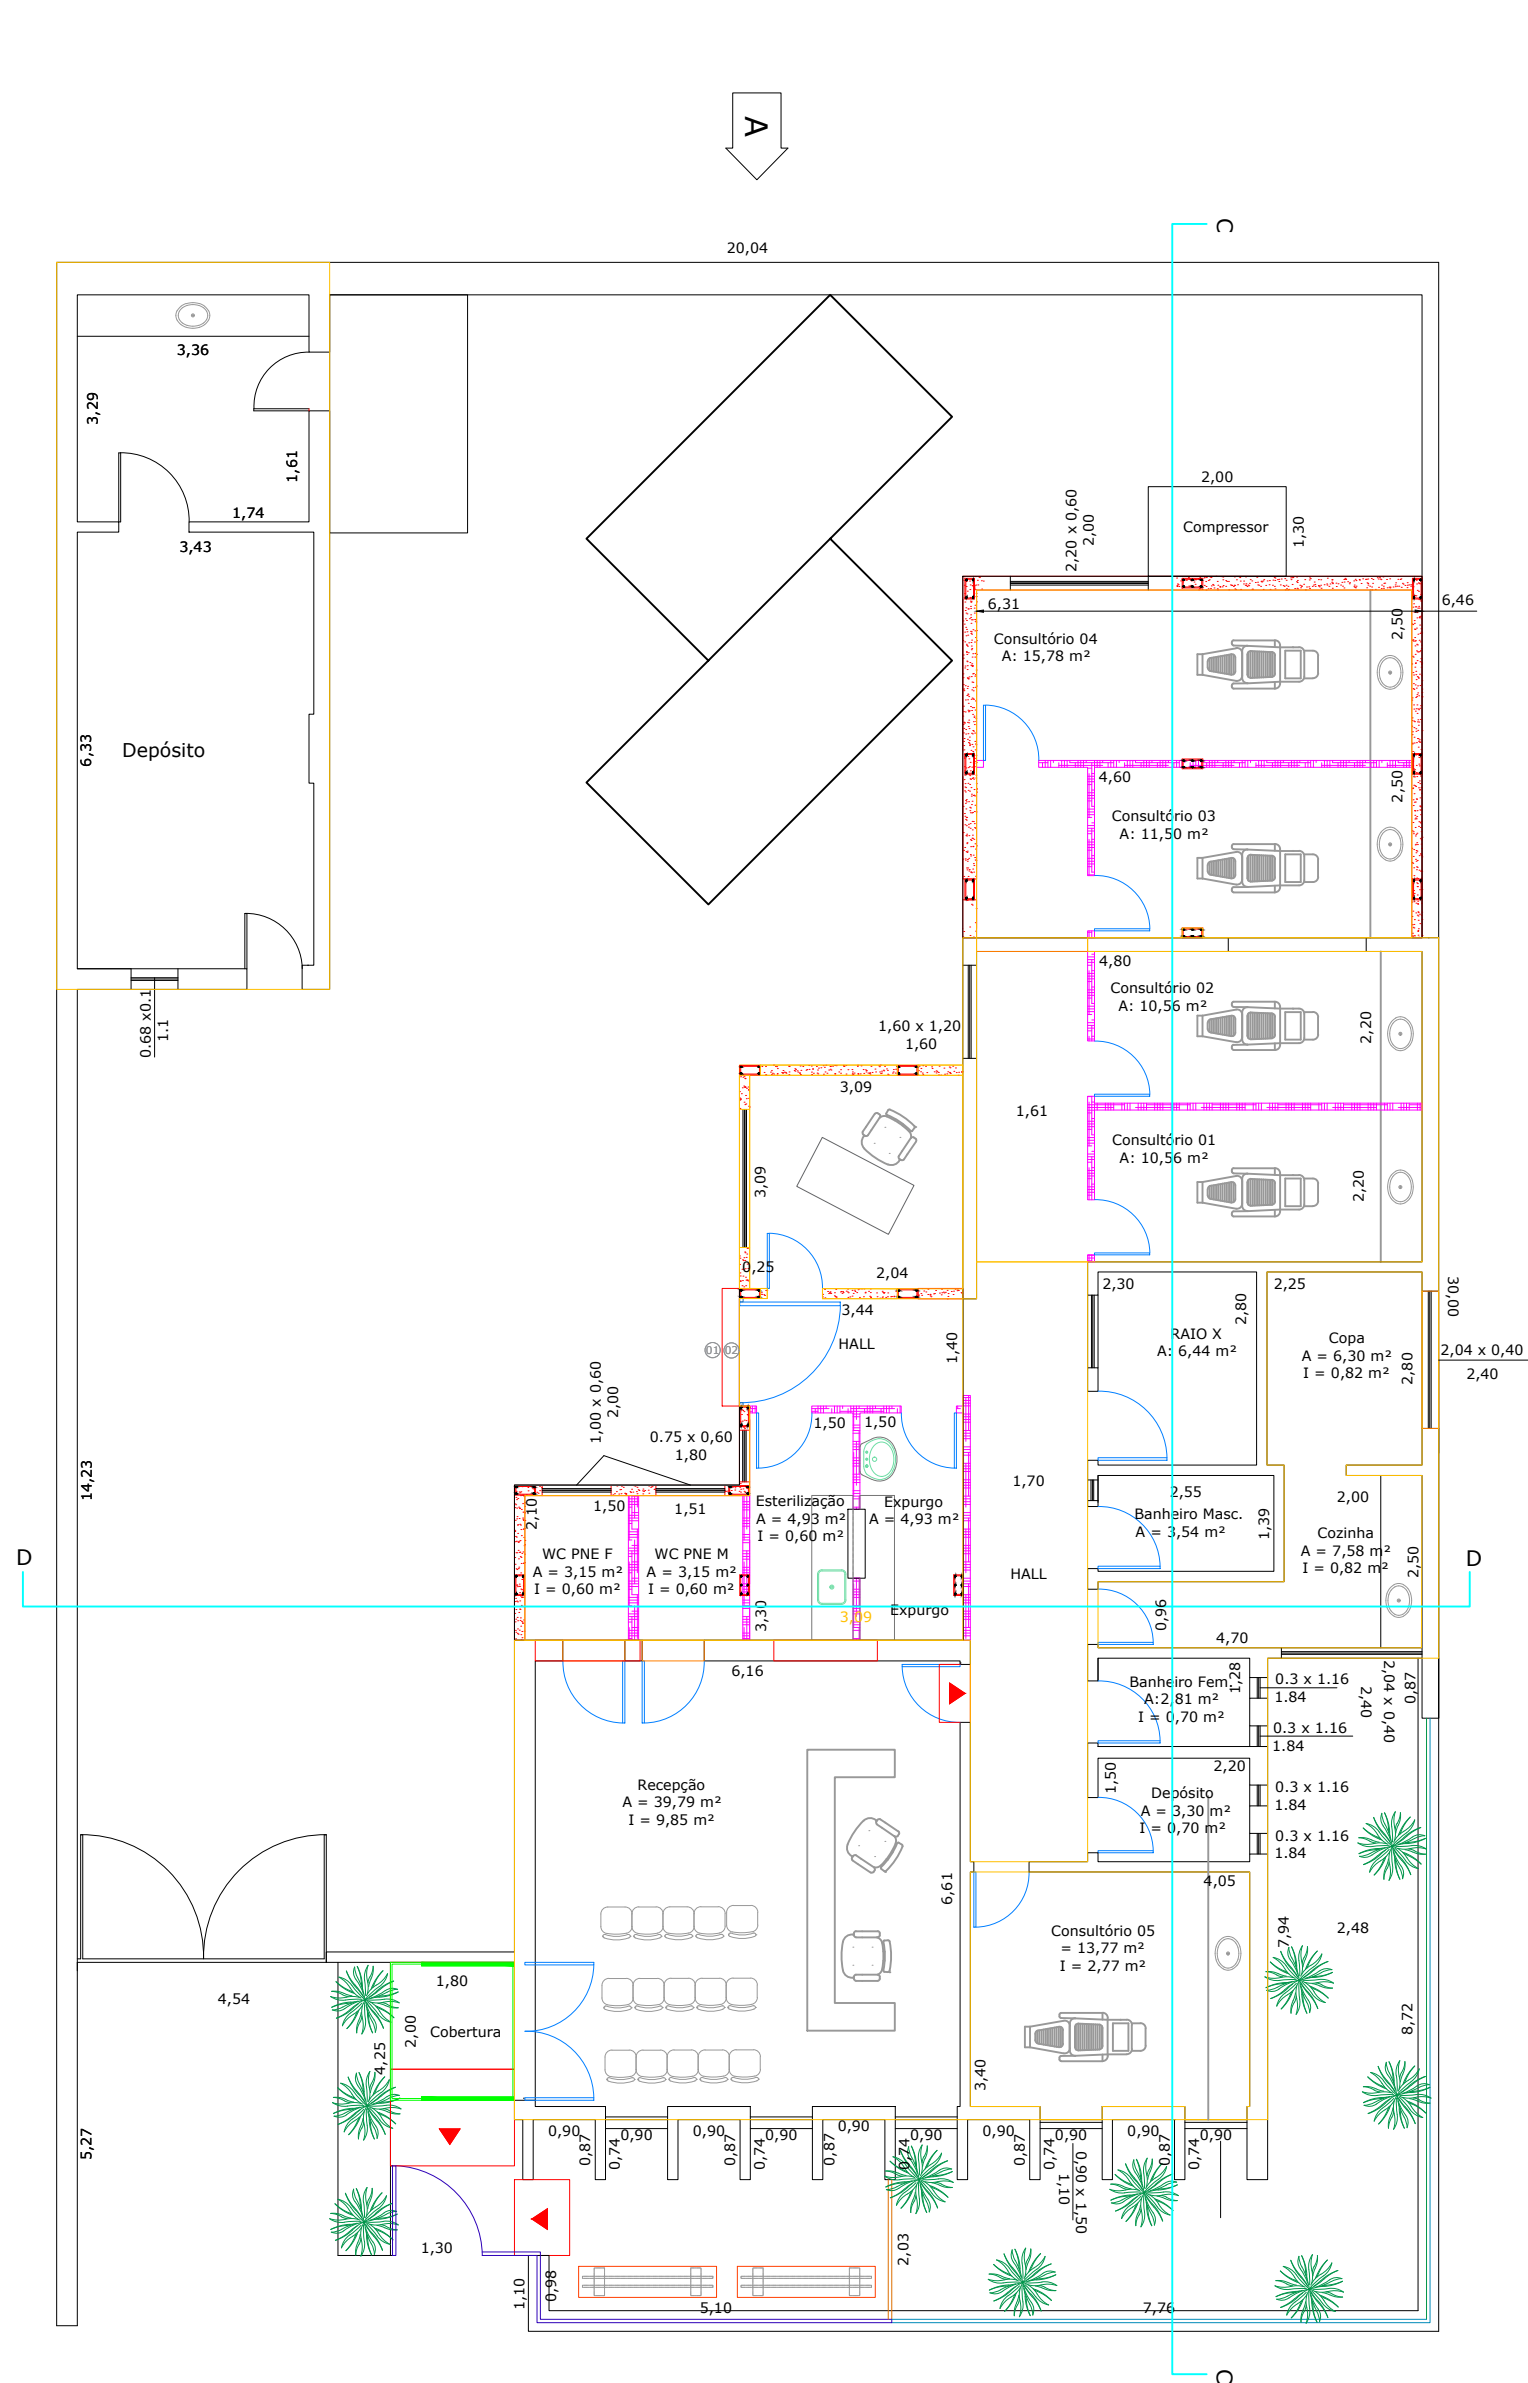 A
C
20,04
3,36
3,29
1,61
1,74
3,43
Depósito
6,33
0.68 x0.1
1.1
14,23
2,00
2,20 x 0,60
2,00
Compressor
1,30
6,31
6,46
2,50
Consultório 04
A: 15,78 m²
4,60
2,50
Consultório 03
A: 11,50 m²
4,80
Consultório 02
A: 10,56 m²
2,20
1,60 x 1,20
1,60
3,09
1,61
Consultório 01
A: 10,56 m²
2,20
3,09
0,25
2,04
3,44
HALL
1,40
01
02
2,30
2,80
RAIO X
A: 6,44 m²
2,25
Copa
A = 6,30 m²
I = 0,82 m²
2,80
30,00
2,04 x 0,40
2,40
1,00 x 0,60
2,00
0.75 x 0,60
1,80
1,50
1,50
1,70
2,10
1,50
1,51
Esterilização
A = 4,93 m²
I = 0,60 m²
Expurgo
A = 4,93 m²
2,55
Banheiro Masc.
A = 3,54 m²
1,39
2,00
Cozinha
A = 7,58 m²
I = 0,82 m²
2,50
D
WC PNE F
A = 3,15 m²
I = 0,60 m²
WC PNE M
A = 3,15 m²
I = 0,60 m²
HALL
D
3,30
3,09
Expurgo
0,96
4,70
6,16
Banheiro Fem.
A:2,81 m²
I = 0,70 m²
1,28
0.3 x 1.16
1.84
0.3 x 1.16
1.84
2,04 x 0,40
2,40
0,87
Recepção
A = 39,79 m²
I = 9,85 m²
1,50
2,20
Depósito
A = 3,30 m²
I = 0,70 m²
0.3 x 1.16
1.84
0.3 x 1.16
1.84
6,61
4,05
Consultório 05
= 13,77 m²
I = 2,77 m²
7,94
2,48
8,72
4,54
1,80
2,00
Cobertura
4,25
3,40
5,27
0,90
0,87
0,74
0,90
0,90
0,87
0,74
0,90
0,87
0,90
0,74
0,90
0,90
0,87
0,74
0,90
0,90
0,87
0,74
0,90
0,90 x 1,50
1,10
1,30
1,10
0,98
5,10
2,03
7,76
C